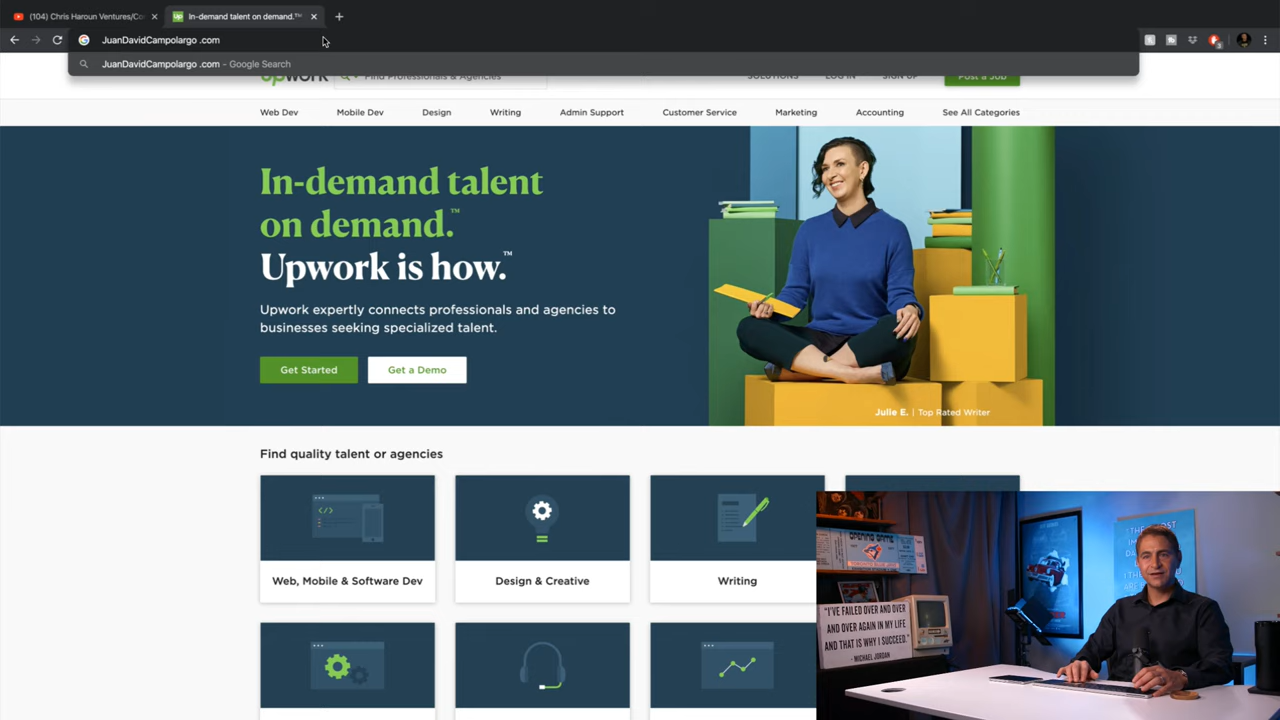 (104) Chris Haroun Ventures/Co
In-demand talent on demand.™
JuanDavidCampolargo .com
JuanDavidCampolargo .com - Google Search
upwork
Find Professionals & Agencies
SOLUTIONS
LOG IN
SIGN UP
Post a Job
Web Dev
Mobile Dev
Design
Writing
Admin Support
Customer Service
Marketing
Accounting
See All Categories
In-demand talent
on demand.™
Upwork is how.™
Upwork expertly connects professionals and agencies to
businesses seeking specialized talent.
Get Started
Get a Demo
Julie E. | Top Rated Writer
Find quality talent or agencies
Web, Mobile & Software Dev
Design & Creative
Writing
OPENING GAME
"I'VE FAILED OVER AND OVER
AND OVER AGAIN IN MY LIFE
AND THAT IS WHY I SUCCEED."
- MICHAEL JORDAN